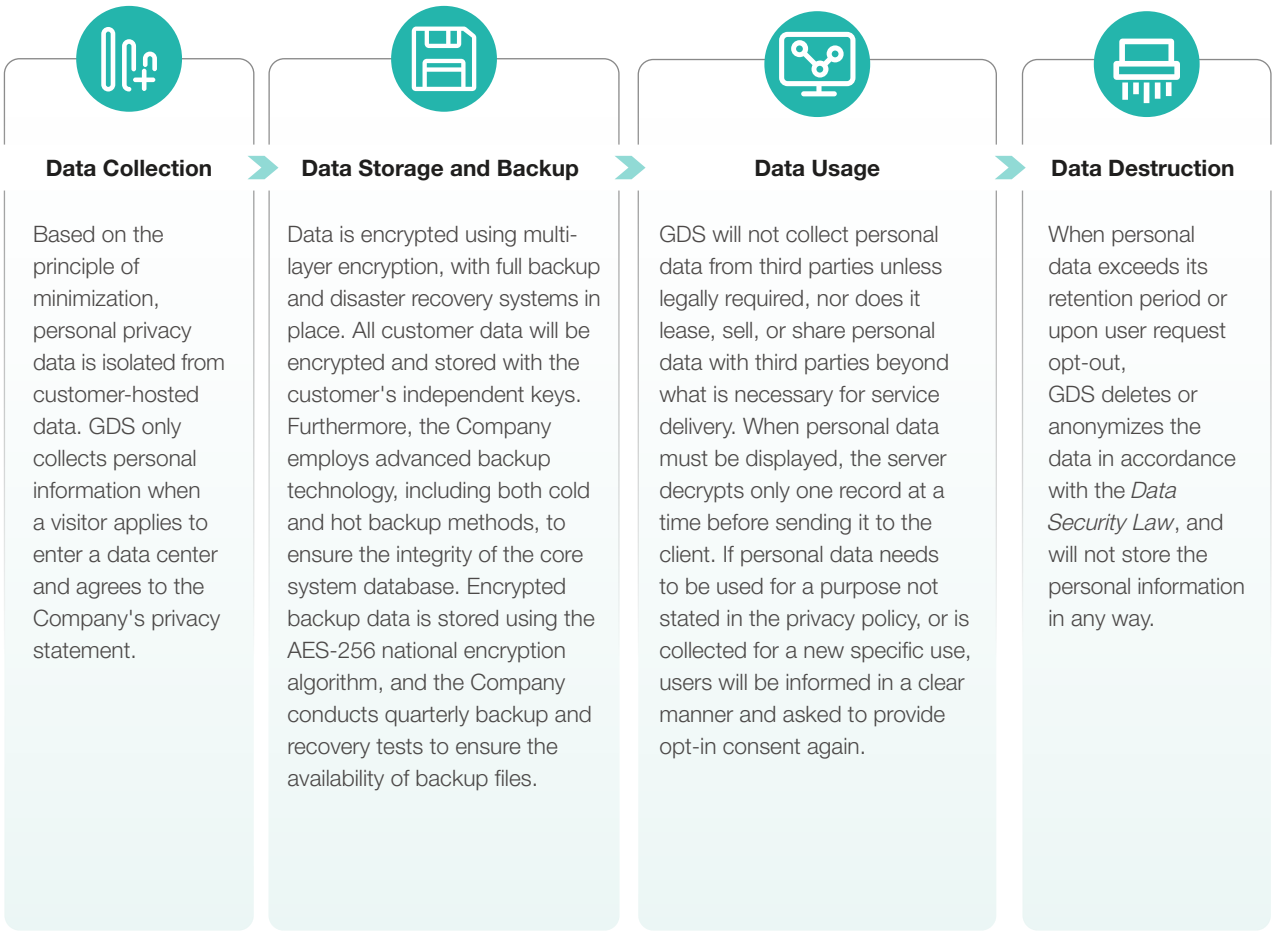 Data Collection
Based on the
principle of
minimization,
personal privacy
data is isolated from
customer-hosted
data. GDS only
collects personal
information when
a visitor applies to
enter a data center
and agrees to the
Company's privacy
statement.
Data Storage and Backup
Data is encrypted using multi-
layer encryption, with full backup
and disaster recovery systems in
place. All customer data will be
encrypted and stored with the
customer's independent keys.
Furthermore, the Company
employs advanced backup
technology, including both cold
and hot backup methods, to
ensure the integrity of the core
system database. Encrypted
backup data is stored using the
AES-256 national encryption
algorithm, and the Company
conducts quarterly backup and
recovery tests to ensure the
availability of backup files.
Data Usage
GDS will not collect personal
data from third parties unless
legally required, nor does it
lease, sell, or share personal
data with third parties beyond
what is necessary for service
delivery. When personal data
must be displayed, the server
decrypts only one record at a
time before sending it to the
client. If personal data needs
to be used for a purpose not
stated in the privacy policy, or is
collected for a new specific use,
users will be informed in a clear
manner and asked to provide
opt-in consent again.
Data Destruction
When personal
data exceeds its
retention period or
upon user request
opt-out,
GDS deletes or
anonymizes the
data in accordance
with the Data
Security Law, and
will not store the
personal information
in any way.